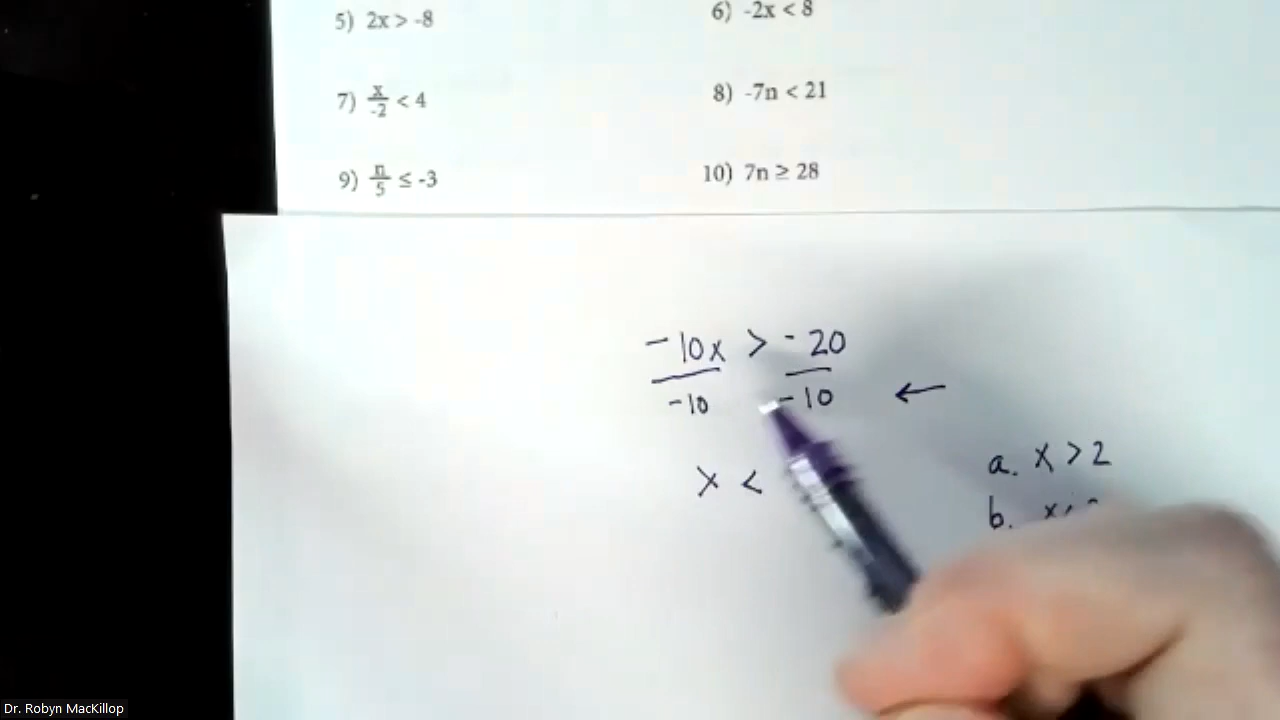 5) 2x > -8
6) -2x < 8
7) x/-2 < 4
8) -7n < 21
9) n/5 ≤ -3
10) 7n ≥ 28
-10x > -20
-10 -10 ←
x <
a. x > 2
b. x
Dr. Robyn MacKillop